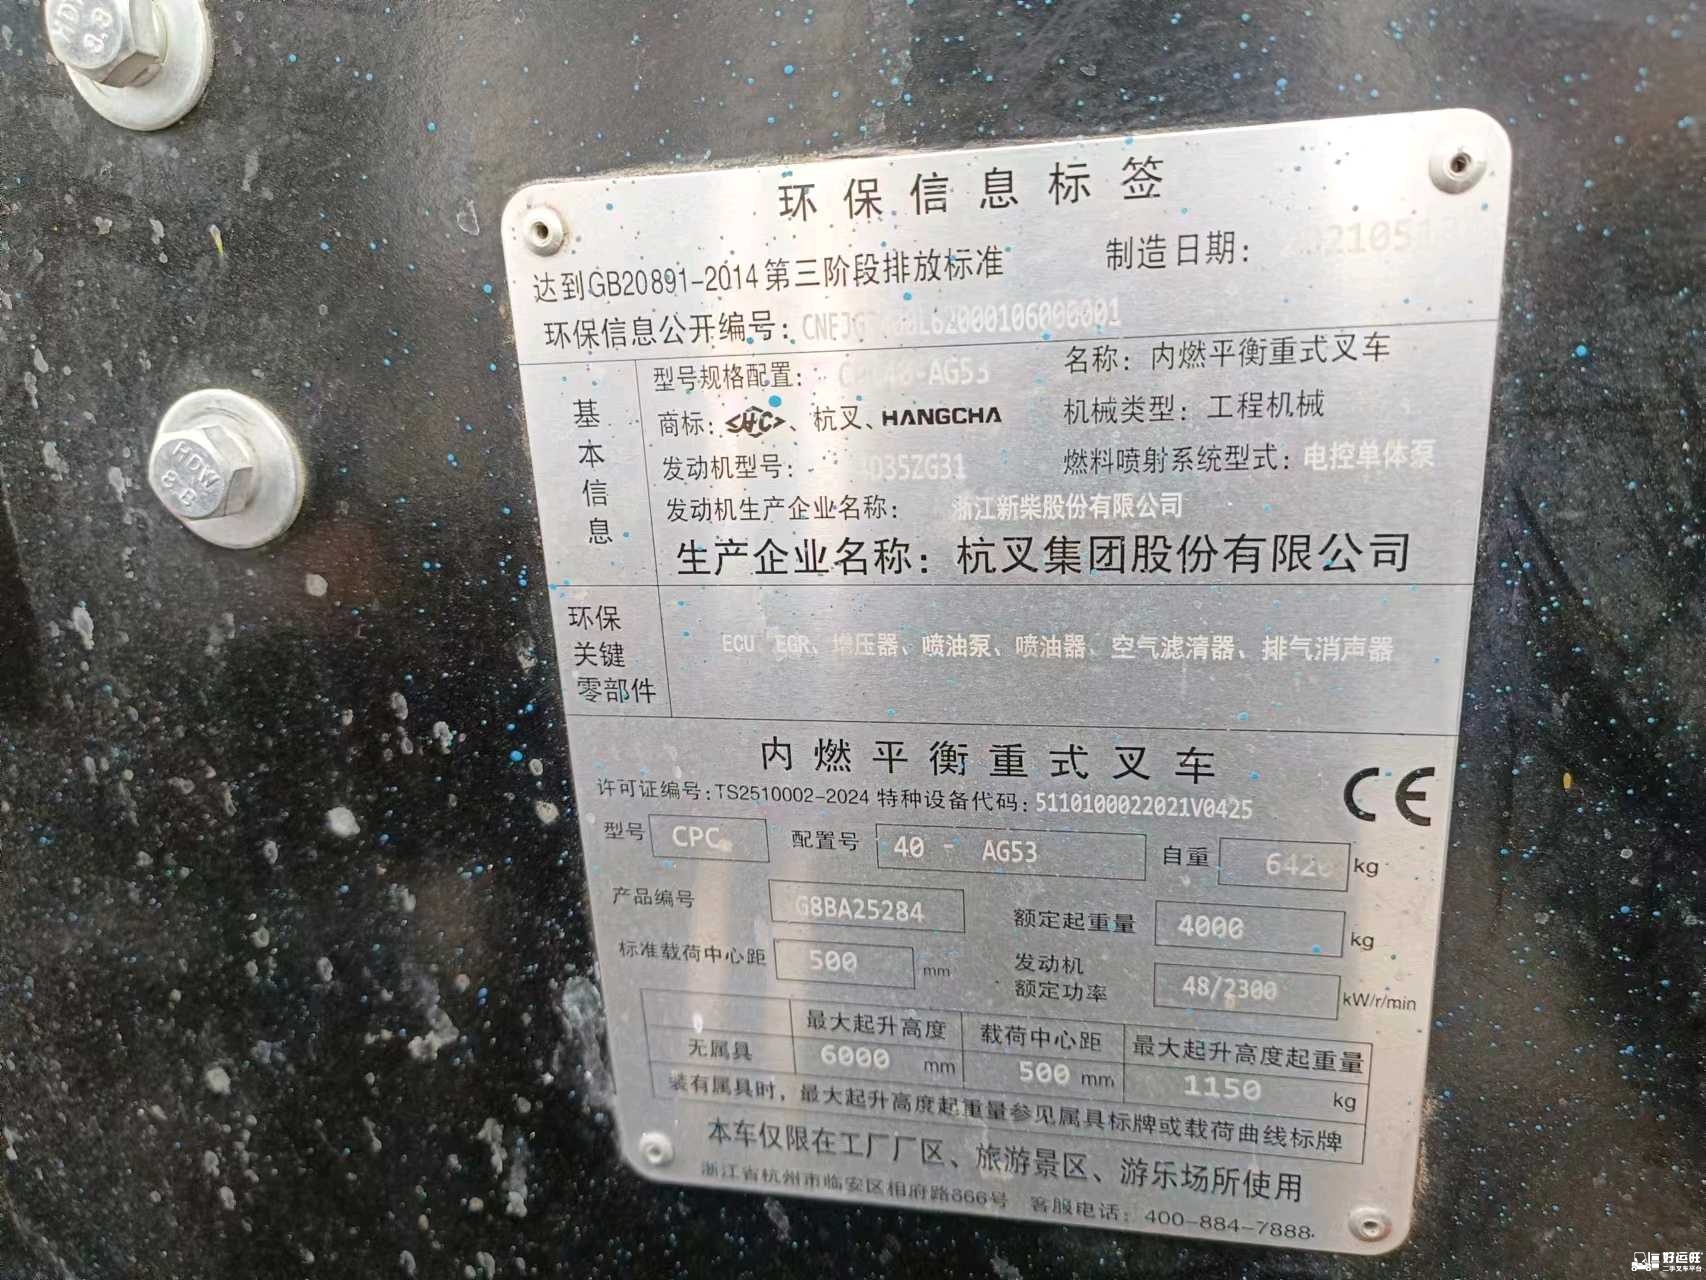 HDW
8.8
HDW
8.8
环保信息标签
达到GB20891-2014第三阶段排放标准
制造日期：
环保信息公开编号：
基本信息
型号规格配置：
名称：内燃平衡重式叉车
商标：HC、杭叉、HANGCHA
机械类型：工程机械
发动机型号：
燃料喷射系统型式：电控单体泵
发动机生产企业名称：浙江新柴股份有限公司
生产企业名称：杭叉集团股份有限公司
环保
关键
零部件
ECU、EGR、增压器、喷油泵、喷油器、空气滤清器、排气消声器
内燃平衡重式叉车
许可证编号：TS2510002-2024 特种设备代码：5110100022021V0425
CE
型号 CPC 配置号 40 - AG53 自重 kg
产品编号 G8BA25284 额定起重量 4000 kg
标准载荷中心距 500 mm 发动机额定功率 48/2300 kW/r/min
最大起升高度 载荷中心距 最大起升高度起重量
无属具 6000 mm 500 mm 1150 kg
装有属具时，最大起升高度起重量参见属具标牌或载荷曲线标牌
本车仅限在工厂厂区、旅游景区、游乐场所使用
浙江省杭州市临安区相府路666号 客服电话：400-884-7888
好运旺
二手叉车平台